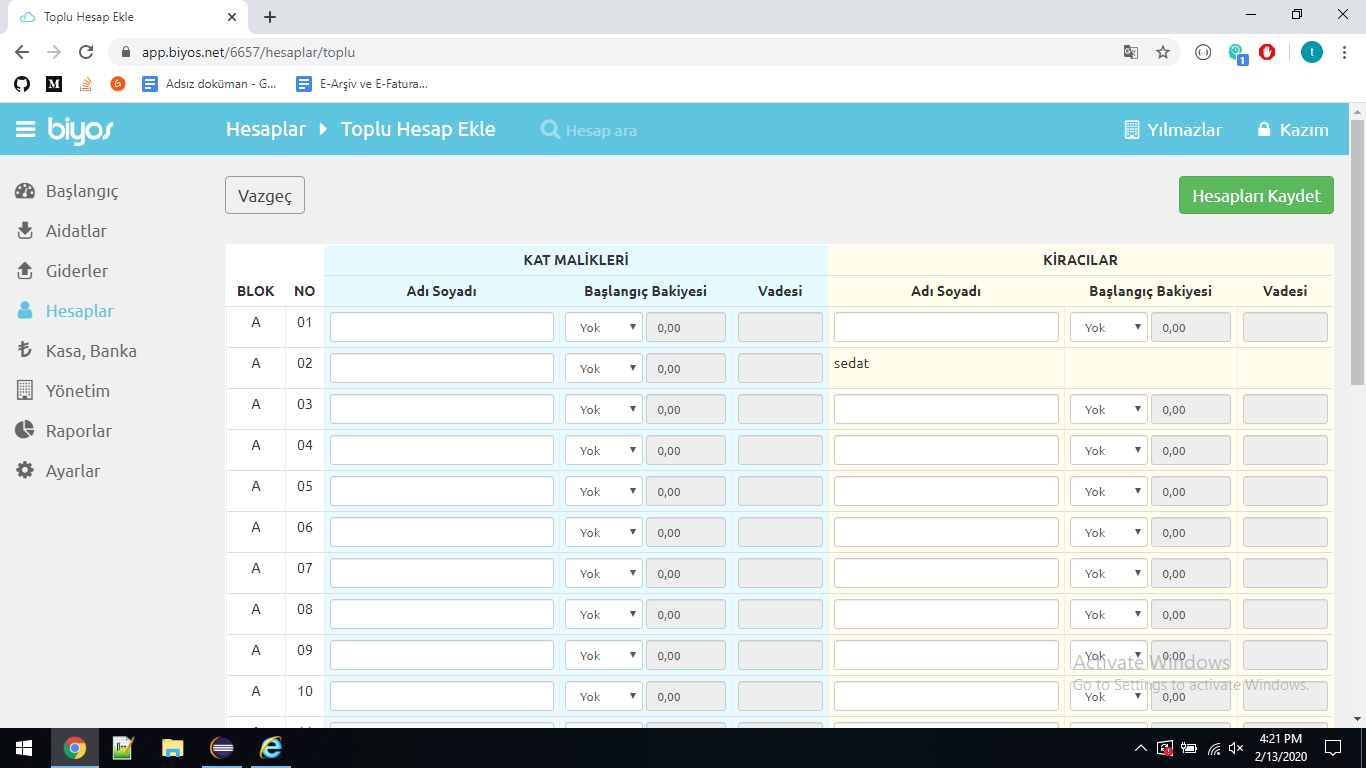 Toplu Hesap Ekle
app.biyos.net/6657/hesaplar/toplu
t
1
M
Adsız doküman - G...
E-Arşiv ve E-Fatura...
biyos
Hesaplar
Toplu Hesap Ekle
Hesap ara
Yılmazlar
Kazım
Başlangıç
Aidatlar
Giderler
Hesaplar
Kasa, Banka
Yönetim
Raporlar
Ayarlar
Vazgeç
Hesapları Kaydet
KAT MALİKLERİ KİRACILAR
BLOK NO Adı Soyadı Başlangıç Bakiyesi Vadesi Adı Soyadı Başlangıç Bakiyesi Vadesi
A 01 Yok 0,00 Yok 0,00
A 02 Yok 0,00 sedat
A 03 Yok 0,00 Yok 0,00
A 04 Yok 0,00 Yok 0,00
A 05 Yok 0,00 Yok 0,00
A 06 Yok 0,00 Yok 0,00
A 07 Yok 0,00 Yok 0,00
A 08 Yok 0,00 Yok 0,00
A 09 Yok 0,00 Yok 0,00
A 10 Yok 0,00 Yok 0,00
Activate Windows
Go to Settings to activate Windows.
4:21 PM
2/13/2020